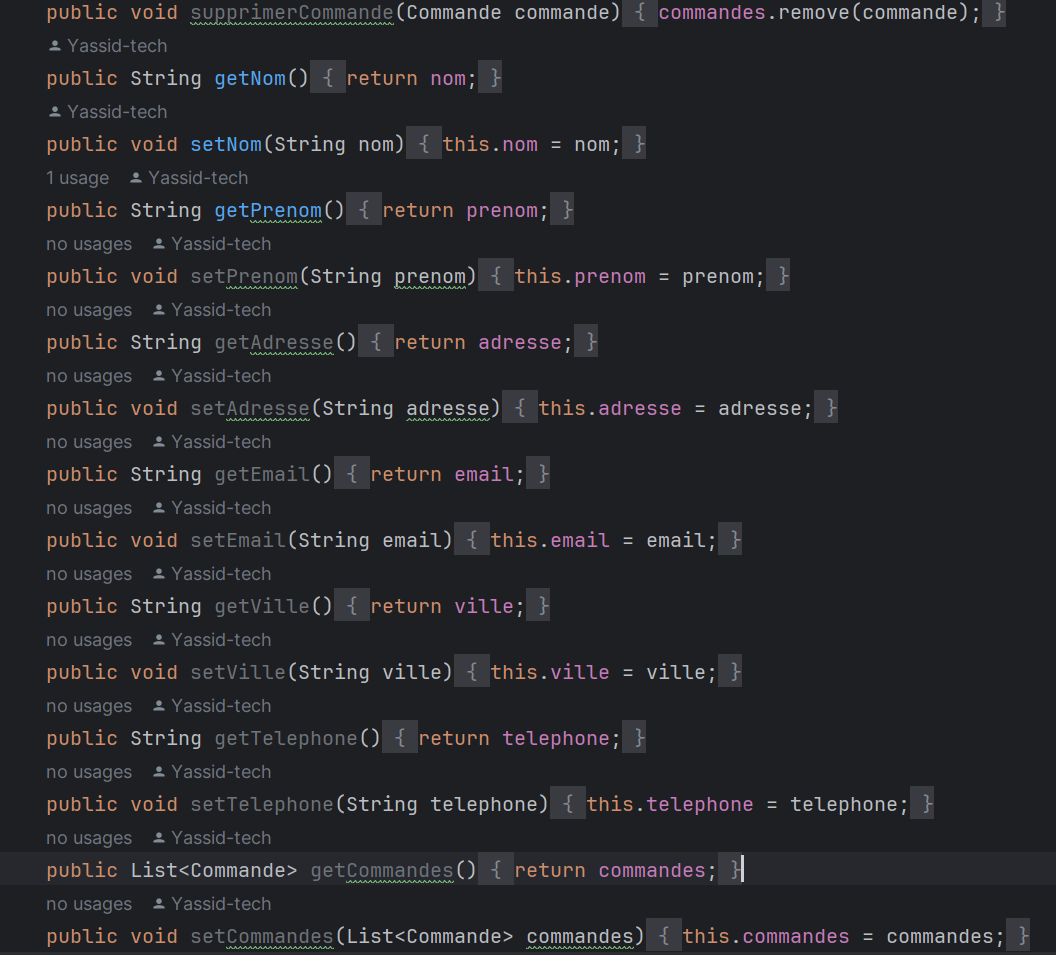 public void supprimerCommande(Commande commande) { commandes.remove(commande); }
Yassid-tech
public String getNom() { return nom; }
Yassid-tech
public void setNom(String nom) { this.nom = nom; }
1 usage Yassid-tech
public String getPrenom() { return prenom; }
no usages Yassid-tech
public void setPrenom(String prenom) { this.prenom = prenom; }
no usages Yassid-tech
public String getAdresse() { return adresse; }
no usages Yassid-tech
public void setAdresse(String adresse) { this.adresse = adresse; }
no usages Yassid-tech
public String getEmail() { return email; }
no usages Yassid-tech
public void setEmail(String email) { this.email = email; }
no usages Yassid-tech
public String getVille() { return ville; }
no usages Yassid-tech
public void setVille(String ville) { this.ville = ville; }
no usages Yassid-tech
public String getTelephone() { return telephone; }
no usages Yassid-tech
public void setTelephone(String telephone) { this.telephone = telephone; }
no usages Yassid-tech
public List<Commande> getCommandes() { return commandes; }
no usages Yassid-tech
public void setCommandes(List<Commande> commandes) { this.commandes = commandes; }